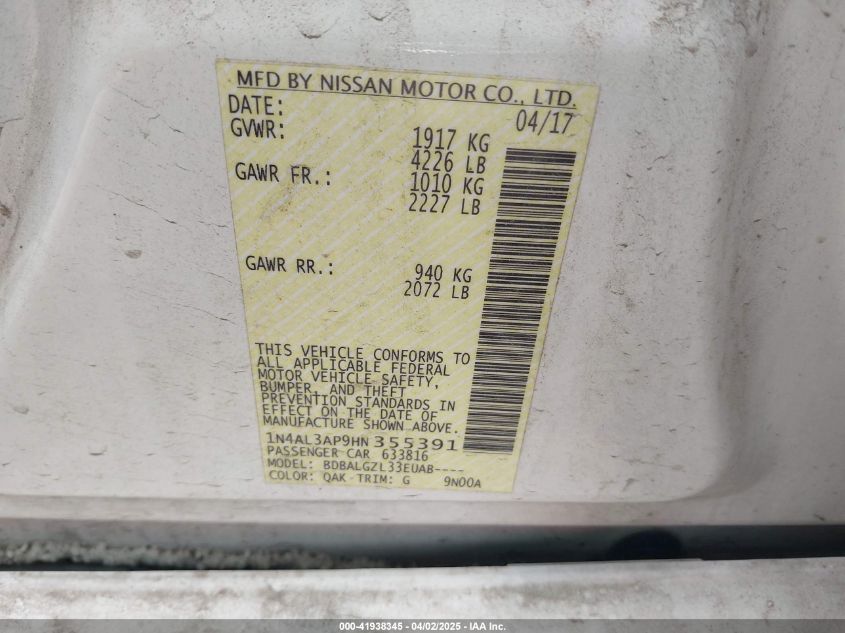 MFD BY NISSAN MOTOR CO., LTD.
DATE: 04/17
GVWR: 1917 KG
4226 LB
GAWR FR.: 1010 KG
2227 LB
GAWR RR.: 940 KG
2072 LB
THIS VEHICLE CONFORMS TO
ALL APPLICABLE FEDERAL
MOTOR VEHICLE SAFETY,
BUMPER, AND THEFT
PREVENTION STANDARDS IN
EFFECT ON THE DATE OF
MANUFACTURE SHOWN ABOVE.
1N4AL3AP9HN 355391
PASSENGER CAR 633816
MODEL: BDBALGZL33EUAB----
COLOR: QAK TRIM: G 9N00A
000-41938345 - 04/02/2025 - IAA Inc.